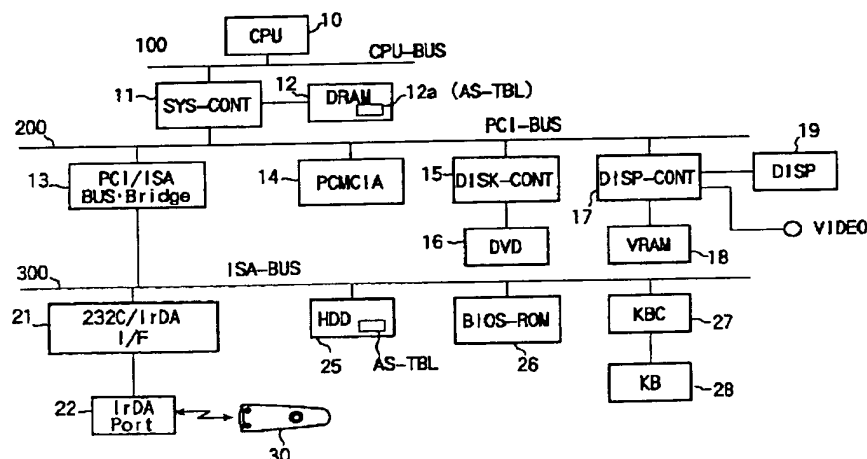 CPU
10
100
CPU-BUS
11
SYS-CONT
12
DRAM
12a (AS-TBL)
200
PCI-BUS
13
PCI/ISA
BUS·Bridge
14
PCMCIA
15
DISK-CONT
DISP-CONT
17
19
DISP
16
DVD
VRAM
18
VIDEO
300
ISA-BUS
21
232C/IrDA
I/F
HDD
25
AS-TBL
BIOS-ROM
26
KBC
27
KB
28
22
IrDA
Port
30